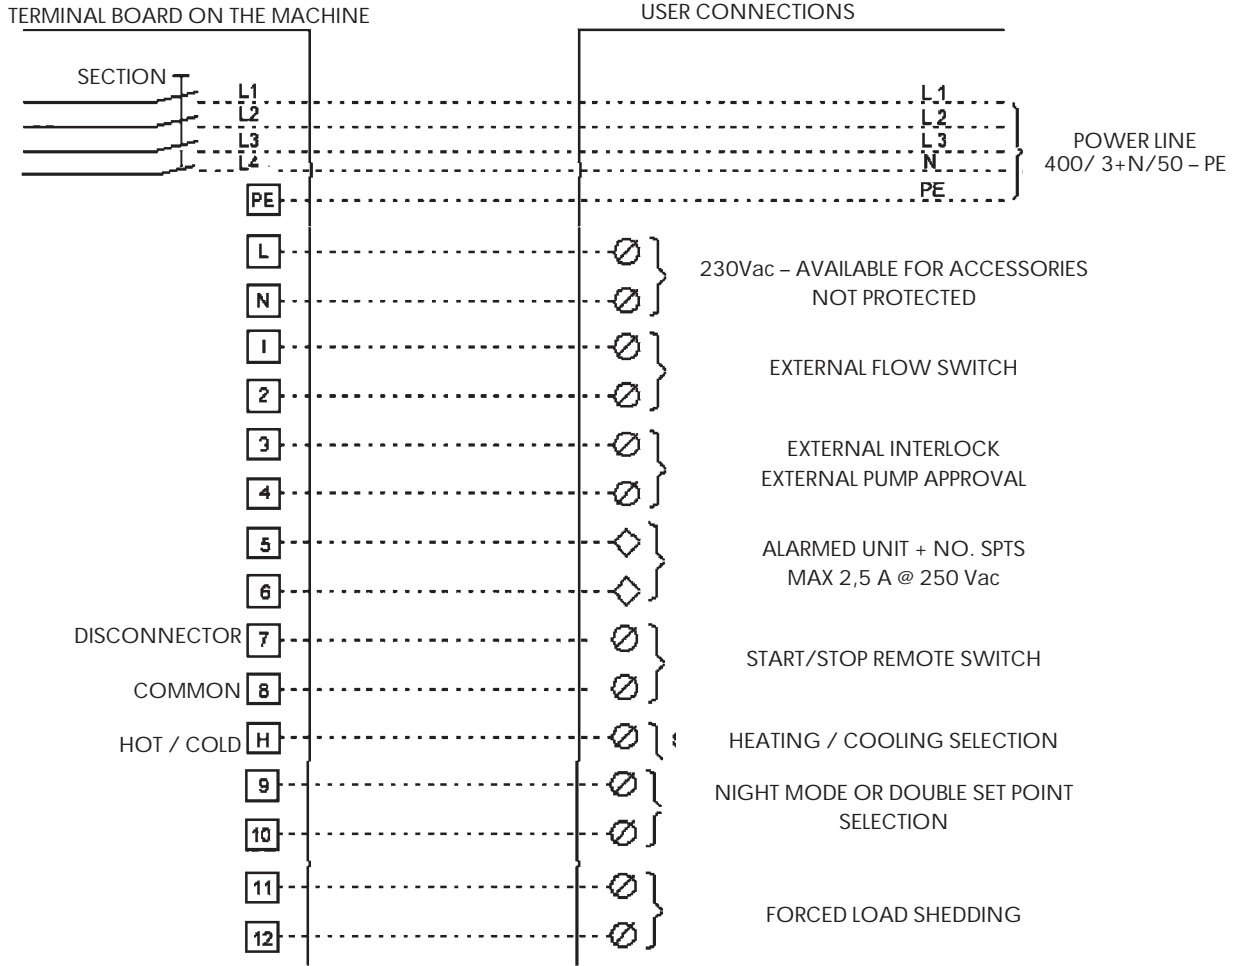 TERMINAL BOARD ON THE MACHINE
USER CONNECTIONS
SECTION
L1 L1
L2 L2
L3 L3
L4 N
PE PE
POWER LINE
400/ 3+N/50 – PE
L
N
230Vac – AVAILABLE FOR ACCESSORIES
NOT PROTECTED
1
2
EXTERNAL FLOW SWITCH
3
4
EXTERNAL INTERLOCK
EXTERNAL PUMP APPROVAL
5
6
ALARMED UNIT + NO. SPTS
MAX 2,5 A @ 250 Vac
DISCONNECTOR 7
COMMON 8
START/STOP REMOTE SWITCH
HOT / COLD H
HEATING / COOLING SELECTION
9
10
NIGHT MODE OR DOUBLE SET POINT
SELECTION
11
12
FORCED LOAD SHEDDING